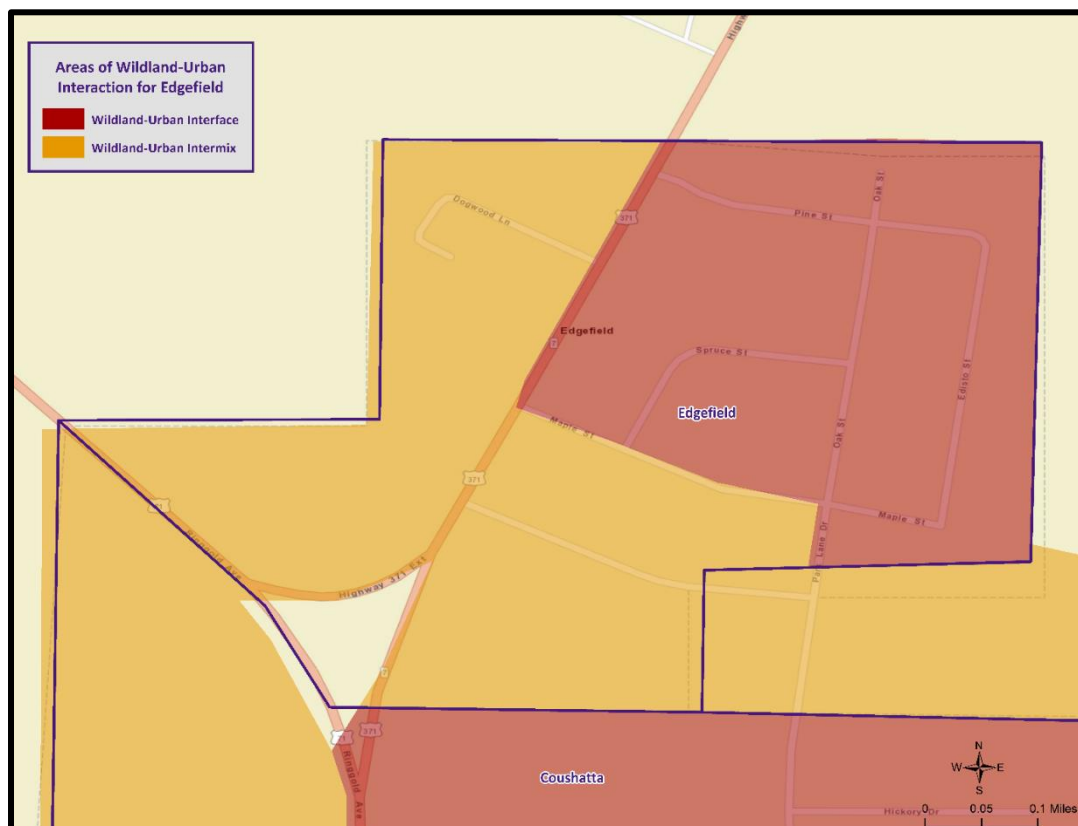 Areas of Wildland-Urban
Interaction for Edgefield
Wildland-Urban Interface
Wildland-Urban Intermix
Dogwood Ln
371
Pine St
Oak St
Edgefield
Spruce St
Edisto St
Edgefield
Maple St
Oak St
371
Maple St
Ringgold Ave
Highway 371 Ext
Park Lane Dr
371
Ringgold Ave
Coushatta
Hickory Dr
N
W E
S
0 0.05 0.1 Miles